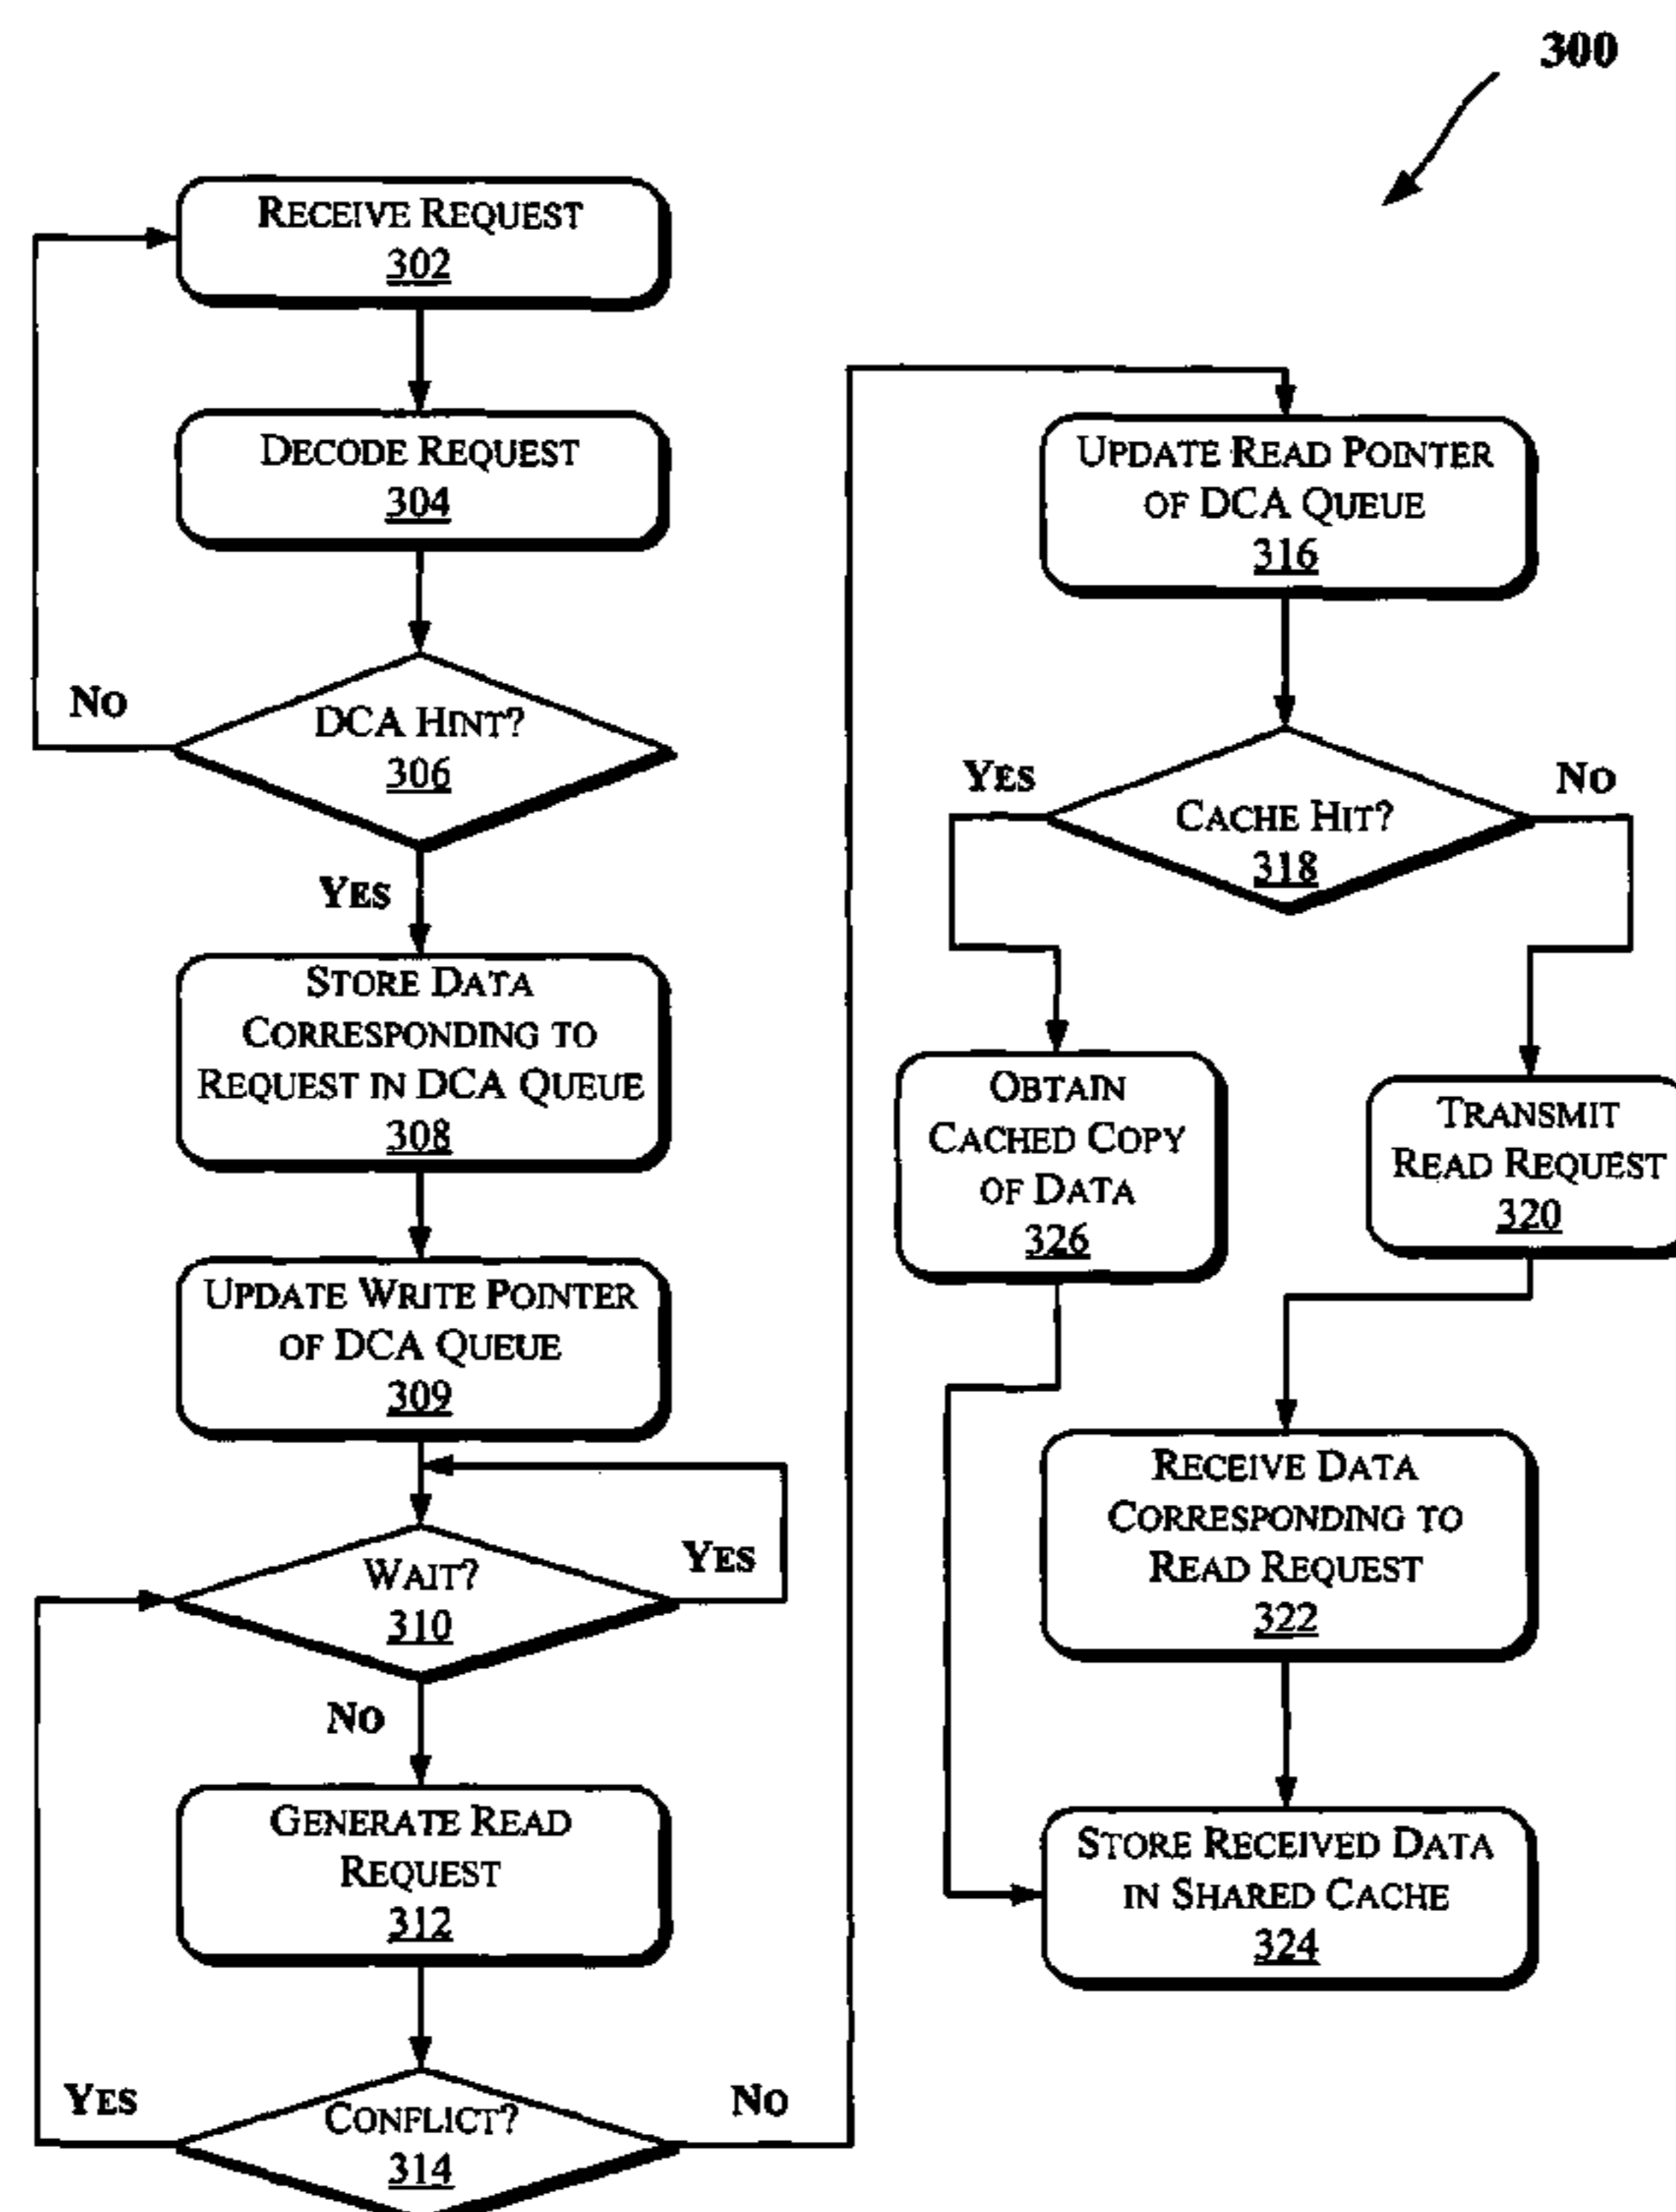 300
RECEIVE REQUEST
302
DECODE REQUEST
304
NO
DCA HINT?
306
YES
STORE DATA
CORRESPONDING TO
REQUEST IN DCA QUEUE
308
UPDATE WRITE POINTER
OF DCA QUEUE
309
WAIT?
310
YES
NO
GENERATE READ
REQUEST
312
YES
CONFLICT?
314
NO
UPDATE READ POINTER
OF DCA QUEUE
316
YES
CACHE HIT?
318
NO
OBTAIN
CACHED COPY
OF DATA
326
TRANSMIT
READ REQUEST
320
RECEIVE DATA
CORRESPONDING TO
READ REQUEST
322
STORE RECEIVED DATA
IN SHARED CACHE
324